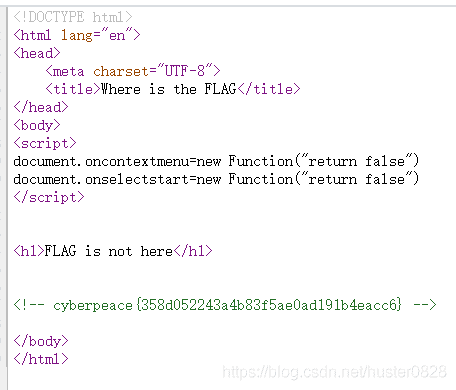 <!DOCTYPE html>
<html lang="en">
<head>
    <meta charset="UTF-8">
    <title>Where is the FLAG</title>
</head>
<body>
<script>
document.oncontextmenu=new Function("return false")
document.onselectstart=new Function("return false")
</script>
<h1>FLAG is not here</h1>
<!-- cyberpeace{358d052243a4b83f5ae0ad191b4eacc6} -->
</body>
</html>
https://blog.csdn.net/huster0828